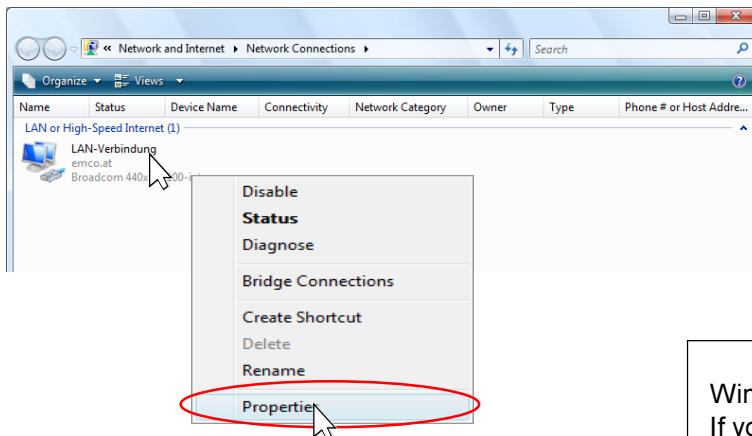 « Network and Internet ▸ Network Connections ▸ Search
Organize Views
Name Status Device Name Connectivity Network Category Owner Type Phone # or Host Addre...
LAN or High-Speed Internet (1)
LAN-Verbindung
emco.at
Broadcom
Disable
Status
Diagnose
Bridge Connections
Create Shortcut
Delete
Rename
Properties
If